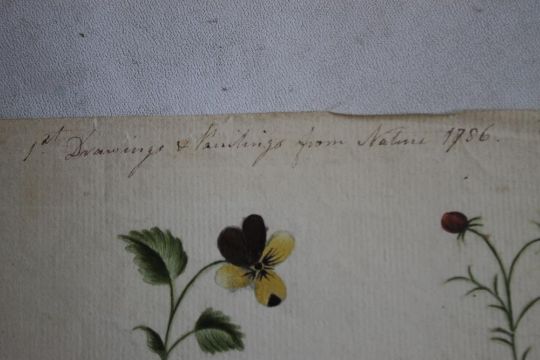 1st Drawings & Paintings from Nature 1786.